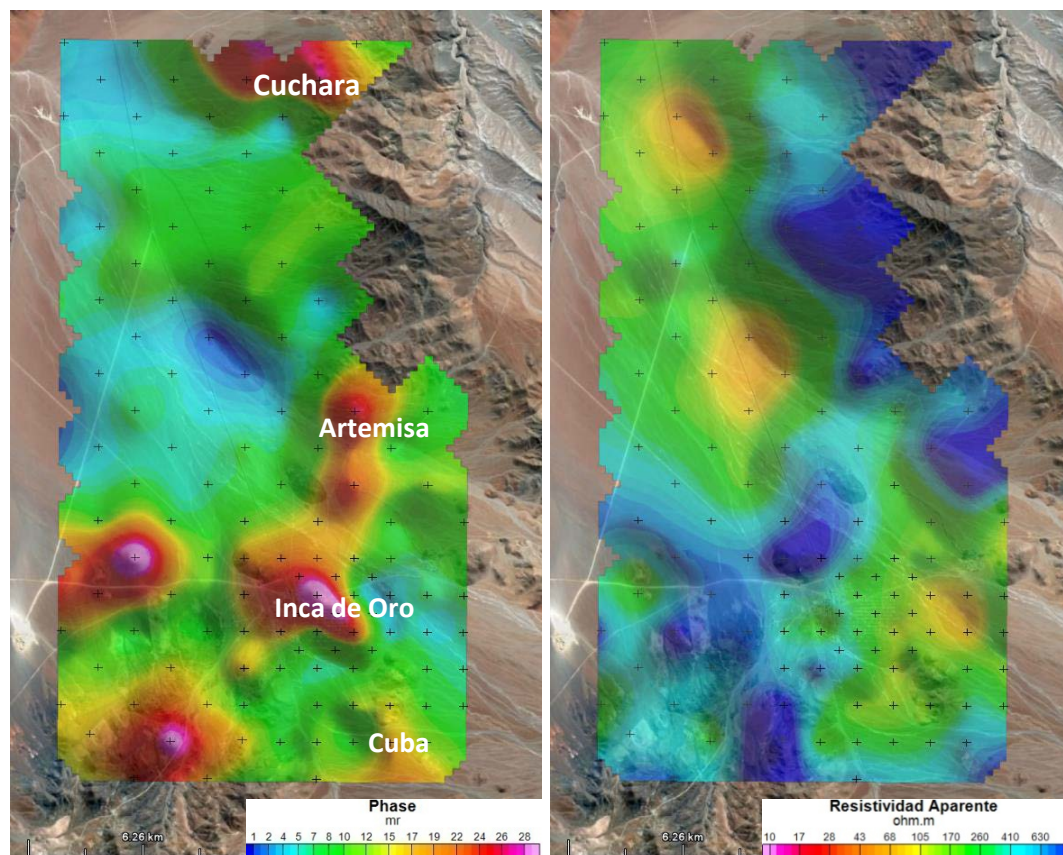 Cuchara
Artemisa
Inca de Oro
Cuba
6.26 km
Phase
mr
1 2 4 5 7 8 10 12 15 17 19 22 24 26 28
6.26 km
Resistividad Aparente
ohm.m
10 17 28 43 68 105 170 260 410 630